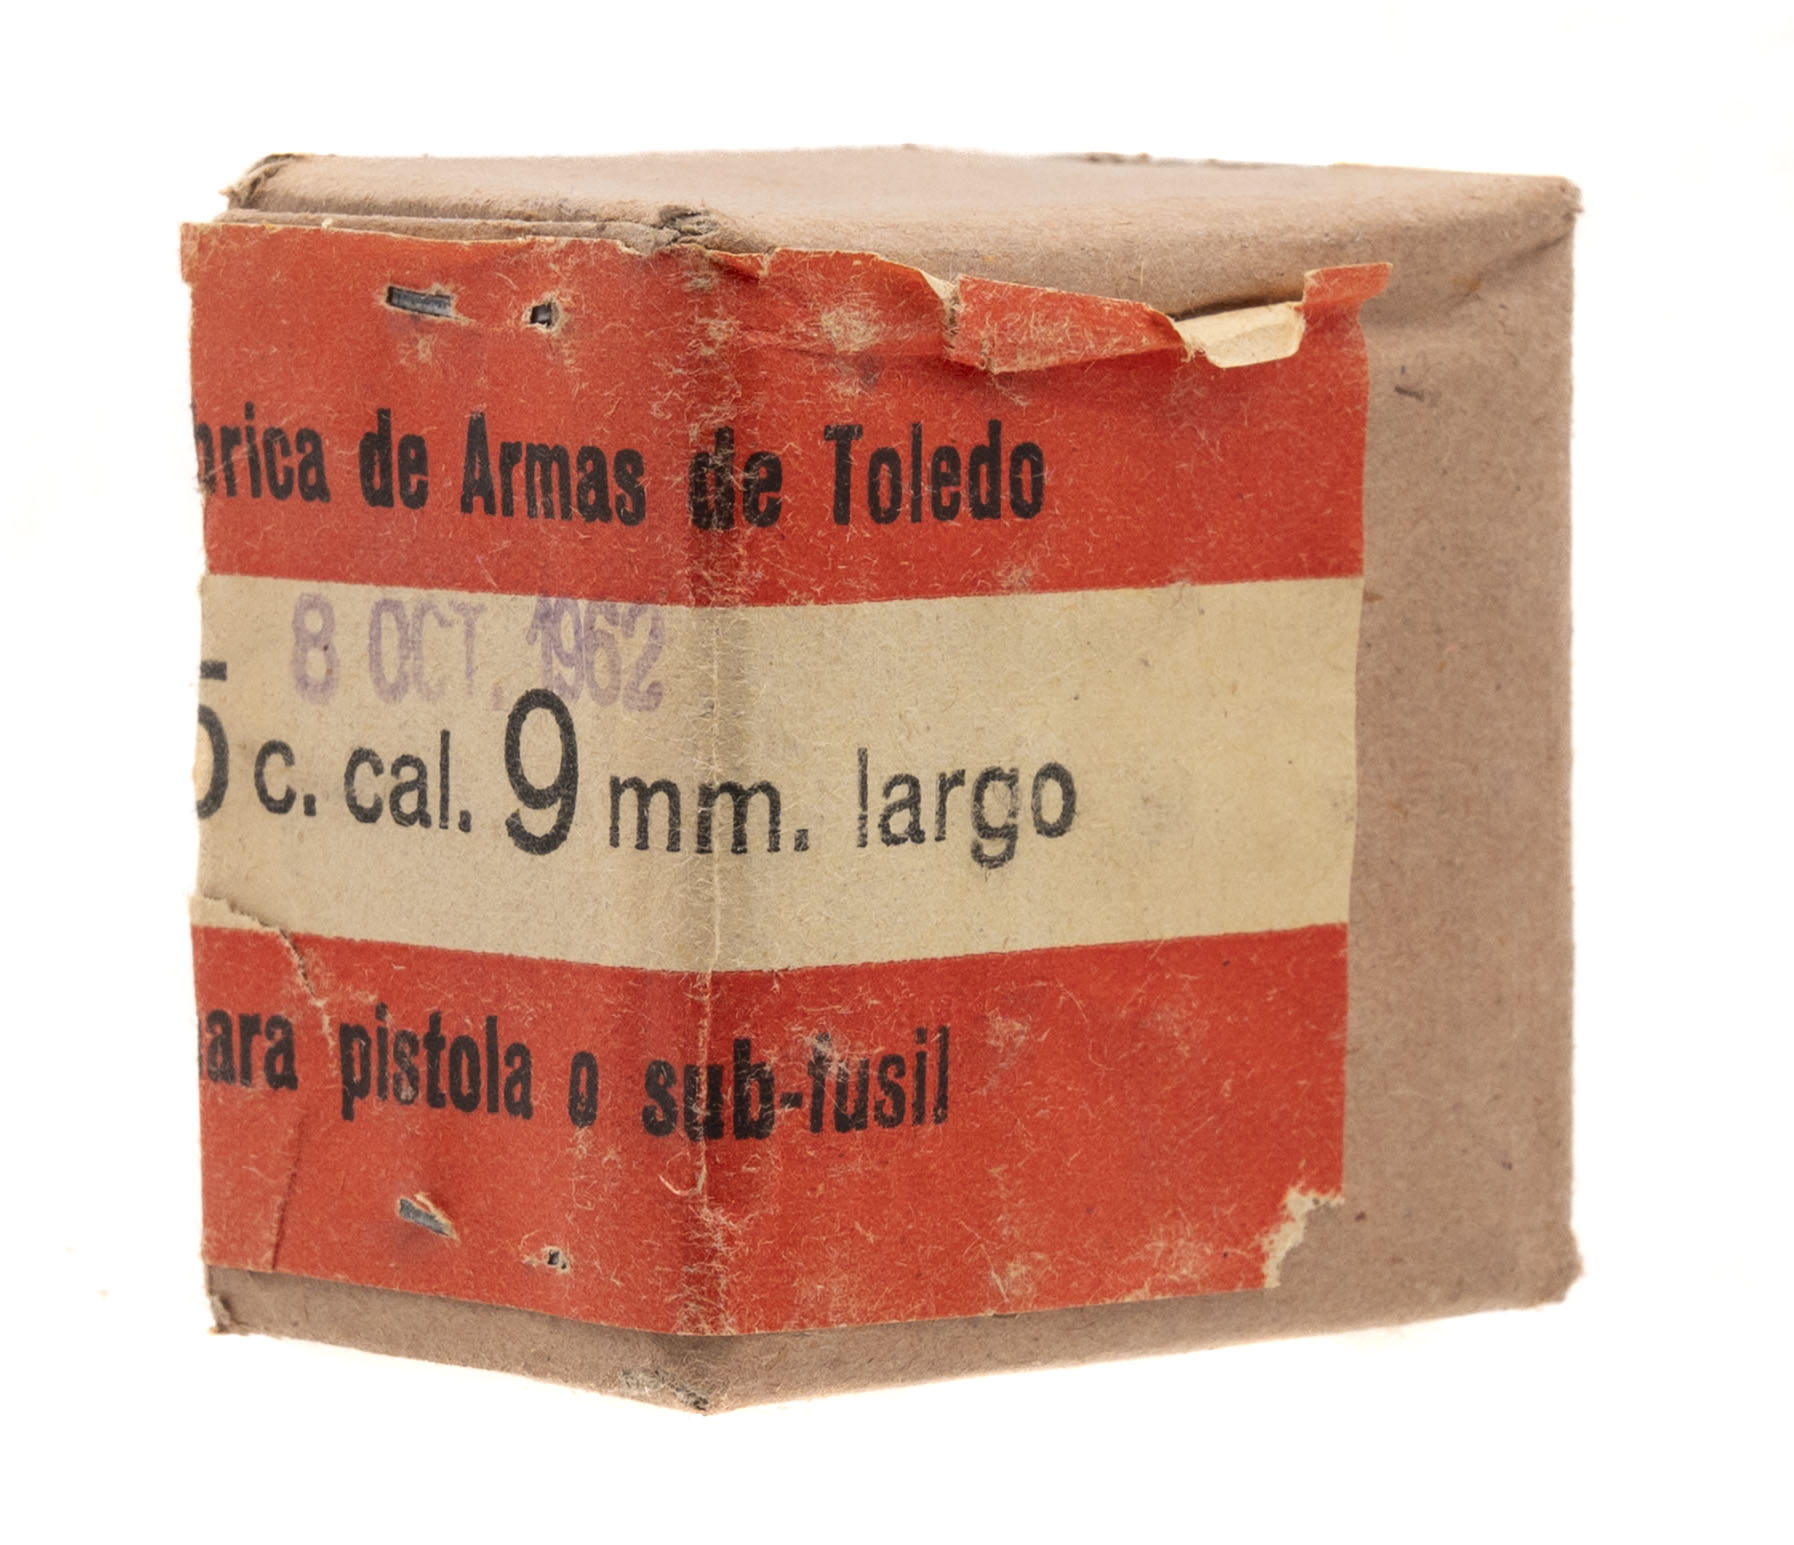 brica de Armas de Toledo
8 OCT. 1962
5 c. cal. 9 mm. largo
para pistola o sub-fusil